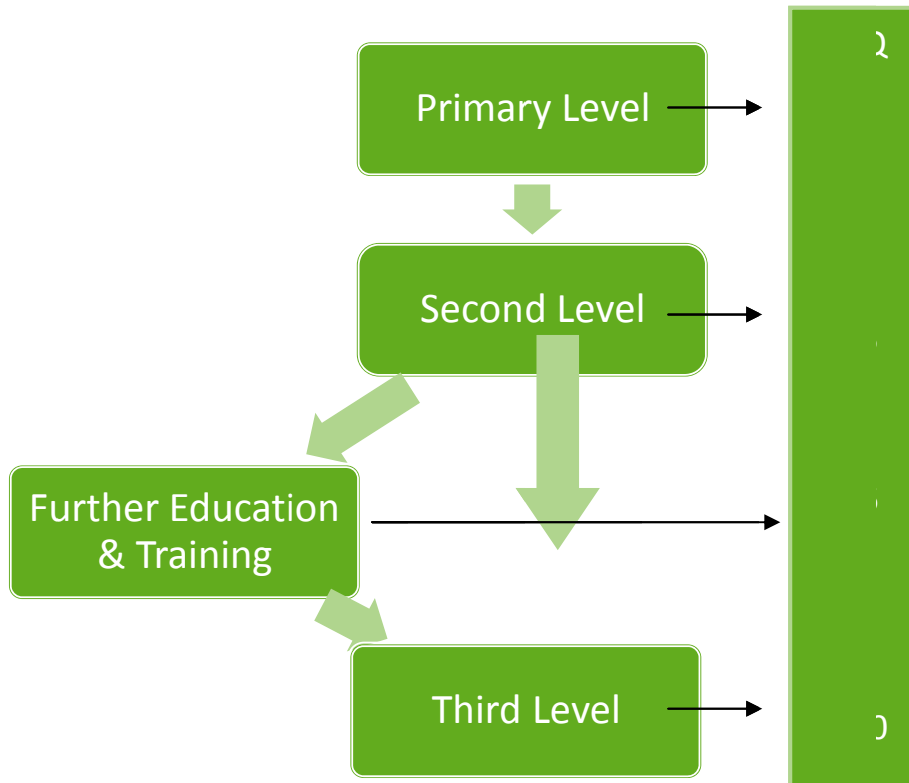 Primary Level
Second Level
Further Education
& Training
Third Level